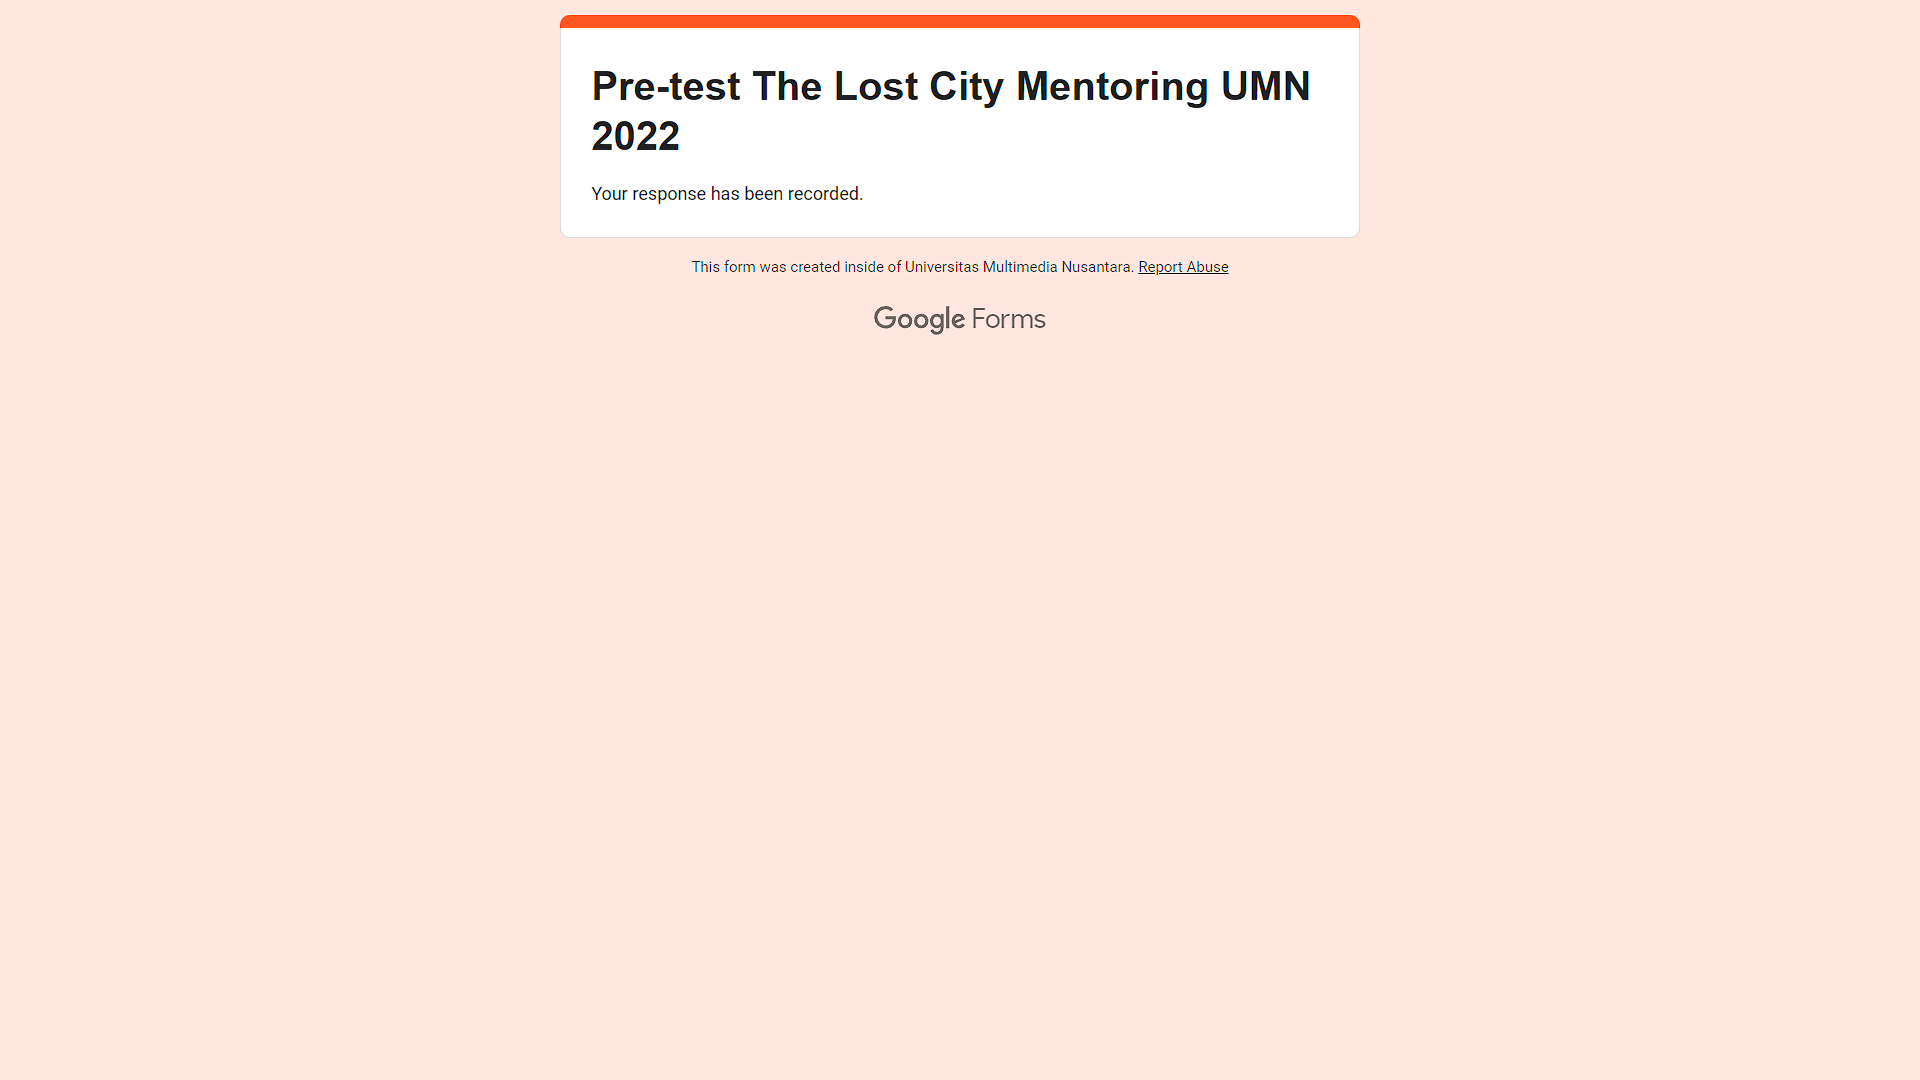 Pre-test The Lost City Mentoring UMN
2022
Your response has been recorded.
This form was created inside of Universitas Multimedia Nusantara. Report Abuse
Google Forms